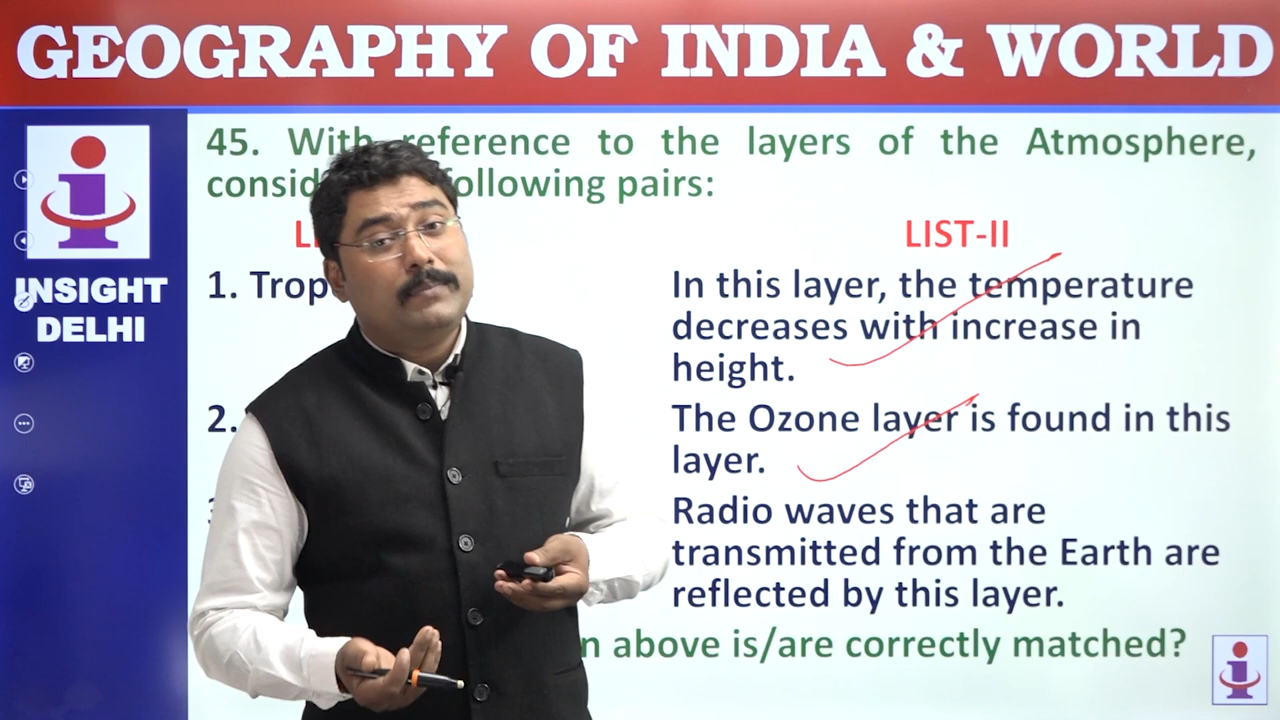 GEOGRAPHY OF INDIA & WORLD
INSIGHT
DELHI
45. With reference to the layers of the Atmosphere,
following pairs:
LIST-II
1.
In this layer, the temperature
decreases with increase in
height.
2.
The Ozone layer is found in this
layer.
Radio waves that are
transmitted from the Earth are
reflected by this layer.
above is/are correctly matched?